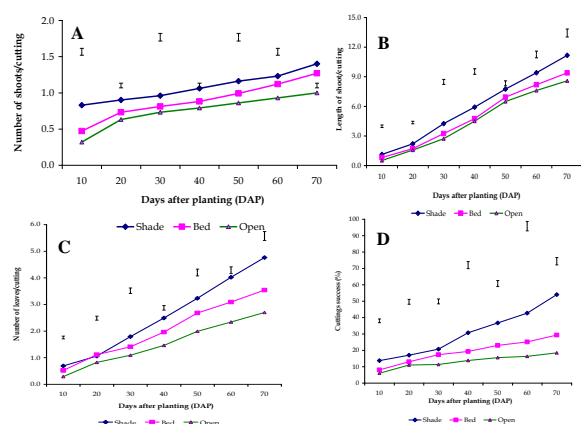 A
Number of shoots/cutting
2.0
1.5
1.0
0.5
0.0
10 20 30 40 50 60 70
Days after planting (DAP)
Shade Bed Open
B
Length of shoot/cutting
15.0
12.0
9.0
6.0
3.0
0.0
10 20 30 40 50 60 70
Days after planting (DAP)
Shade Bed Open
C
Number of leaves/cutting
6.0
5.0
4.0
3.0
2.0
1.0
0.0
10 20 30 40 50 60 70
Days after planting (DAP)
Shade Bed Open
D
Cuttings success (%)
100
90
80
70
60
50
40
30
20
10
0
10 20 30 40 50 60 70
Days after planting (DAP)
Shade Bed Open